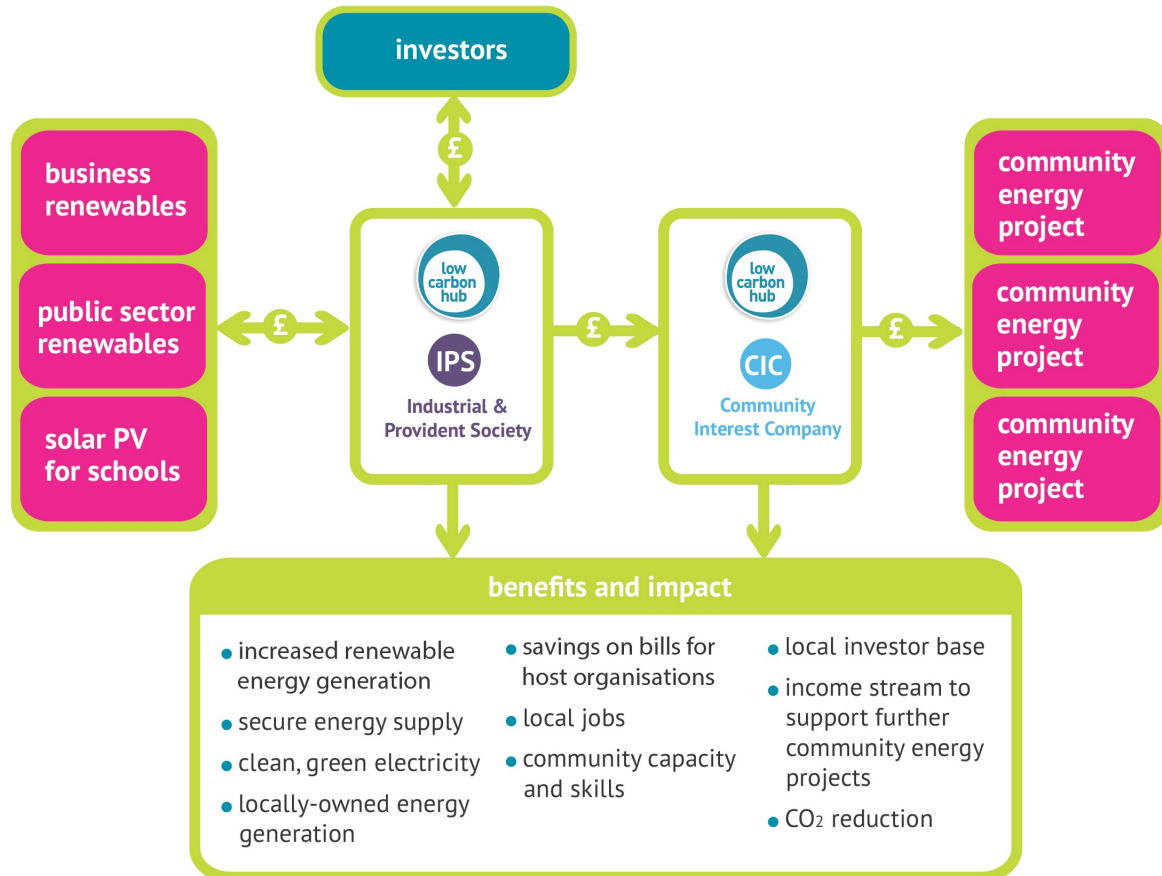 investors
£
business
renewables
public sector
renewables
solar PV
for schools
£
low
carbon
hub
IPS
Industrial &
Provident Society
£
low
carbon
hub
CIC
Community
Interest Company
£
community
energy
project
community
energy
project
community
energy
project
benefits and impact
• increased renewable
energy generation
• secure energy supply
• clean, green electricity
• locally-owned energy
generation
• savings on bills for
host organisations
• local jobs
• community capacity
and skills
• local investor base
• income stream to
support further
community energy
projects
• CO₂ reduction